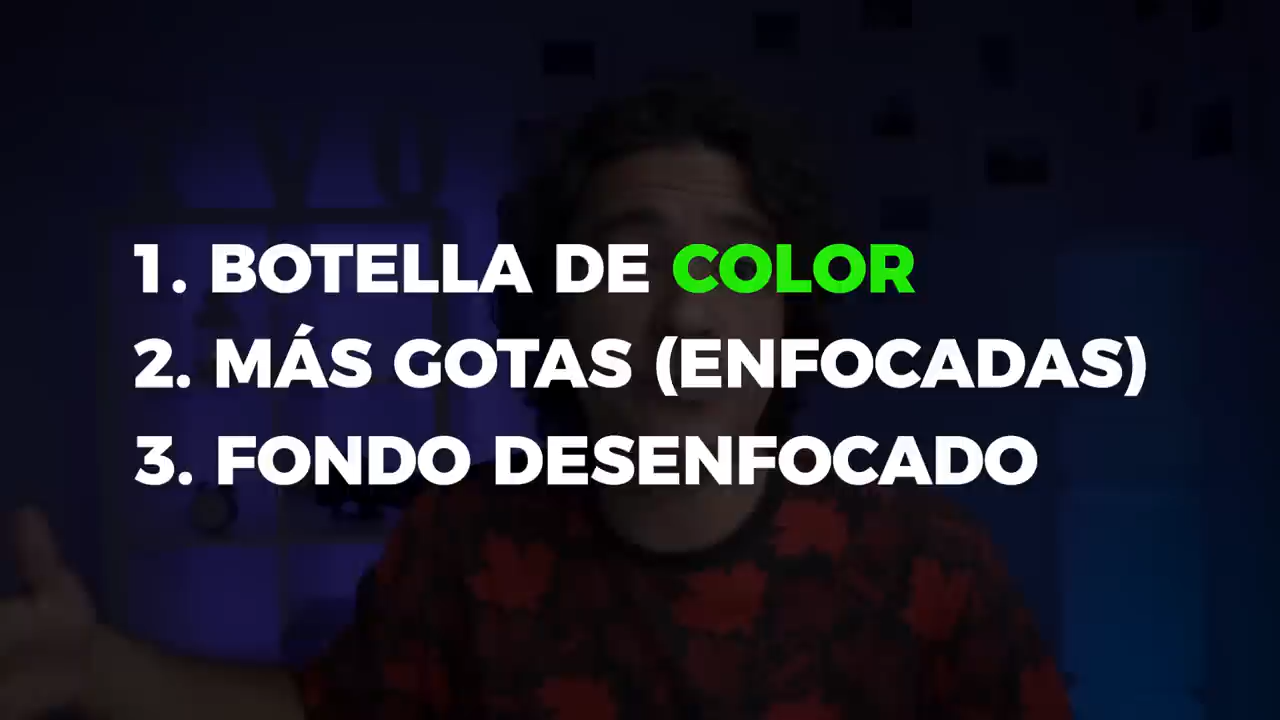 1. BOTELLA DE COLOR
2. MÁS GOTAS (ENFOCADAS)
3. FONDO DESENFOCADO